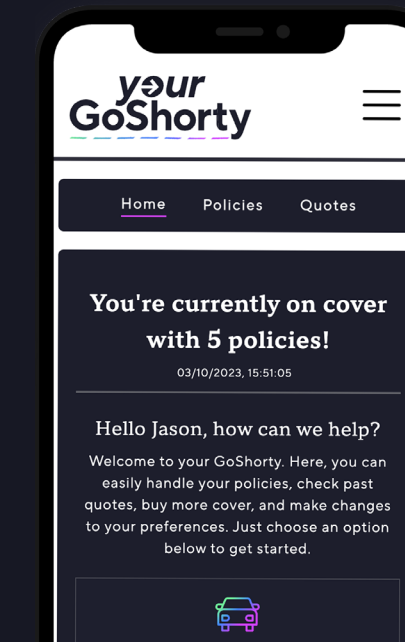 your
GoShorty
Home Policies Quotes
You're currently on cover
with 5 policies!
03/10/2023, 15:51:05
Hello Jason, how can we help?
Welcome to your GoShorty. Here, you can
easily handle your policies, check past
quotes, buy more cover, and make changes
to your preferences. Just choose an option
below to get started.